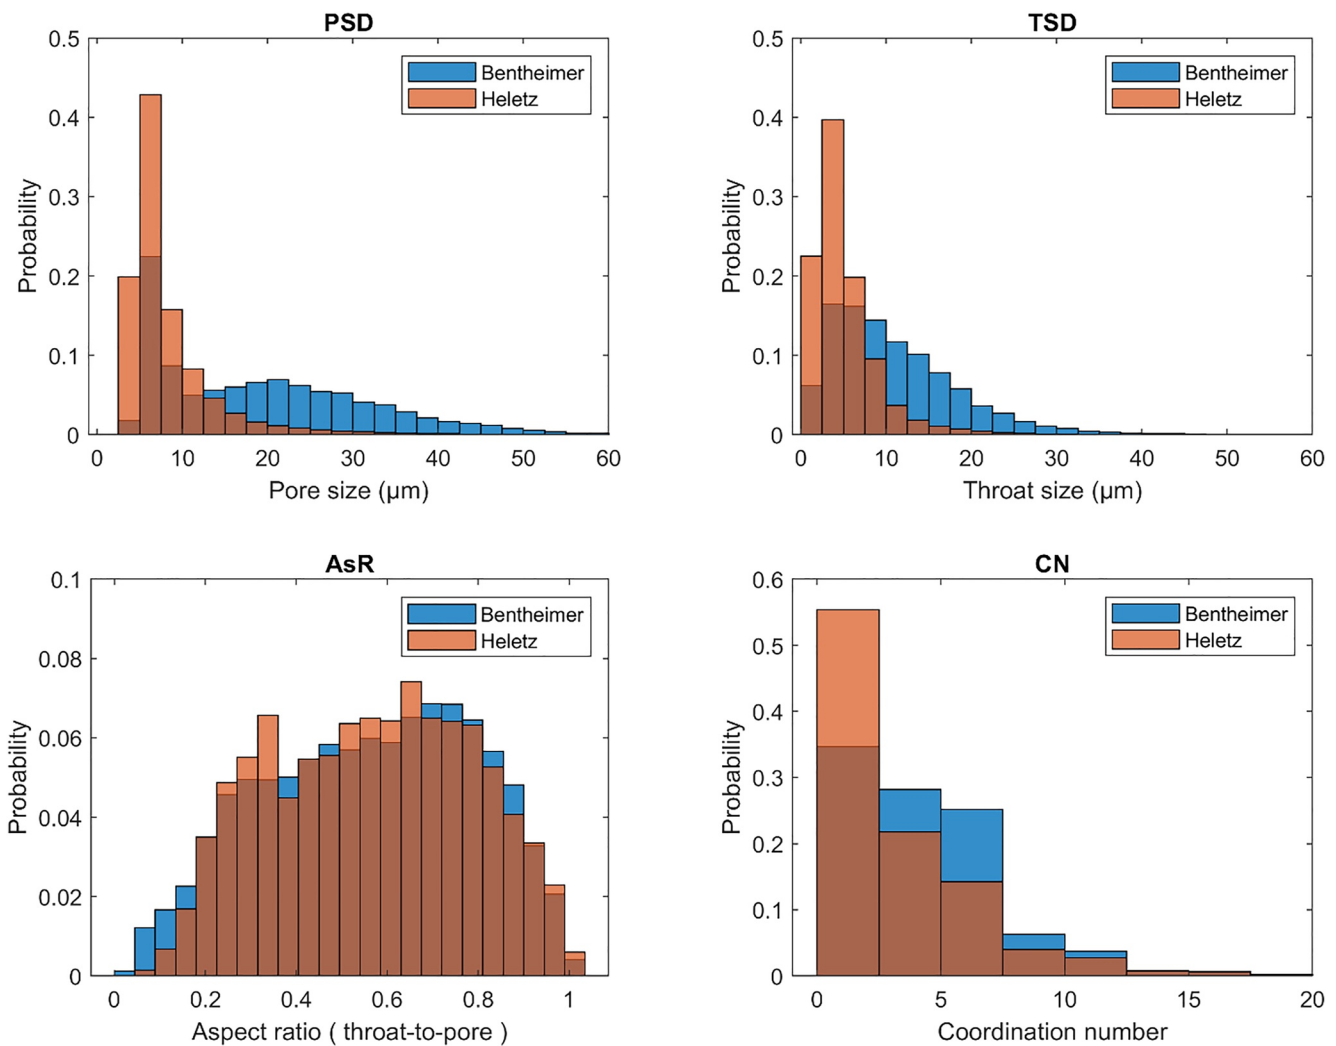 PSD
0.5
0.4
0.3
0.2
0.1
0
Probability
Bentheimer
Heletz
0 10 20 30 40 50 60
Pore size (µm)
TSD
0.5
0.4
0.3
0.2
0.1
0
Probability
Bentheimer
Heletz
0 10 20 30 40 50 60
Throat size (µm)
AsR
0.1
0.08
0.06
0.04
0.02
0
Probability
Bentheimer
Heletz
0 0.2 0.4 0.6 0.8 1
Aspect ratio ( throat-to-pore )
CN
0.6
0.5
0.4
0.3
0.2
0.1
0
Probability
Bentheimer
Heletz
0 5 10 15 20
Coordination number